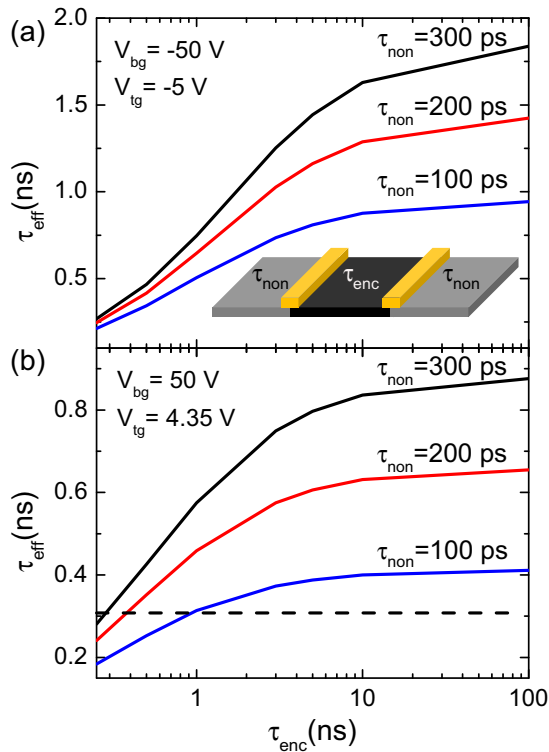 (a)
V_bg = -50 V
V_tg = -5 V
τ_non=300 ps
τ_non=200 ps
τ_non=100 ps
2.0
1.5
1.0
0.5
τ_eff(ns)
τ_non
τ_enc
τ_non
(b)
V_bg = 50 V
V_tg = 4.35 V
τ_non=300 ps
τ_non=200 ps
τ_non=100 ps
0.8
0.6
0.4
0.2
τ_eff(ns)
1
10
100
τ_enc(ns)